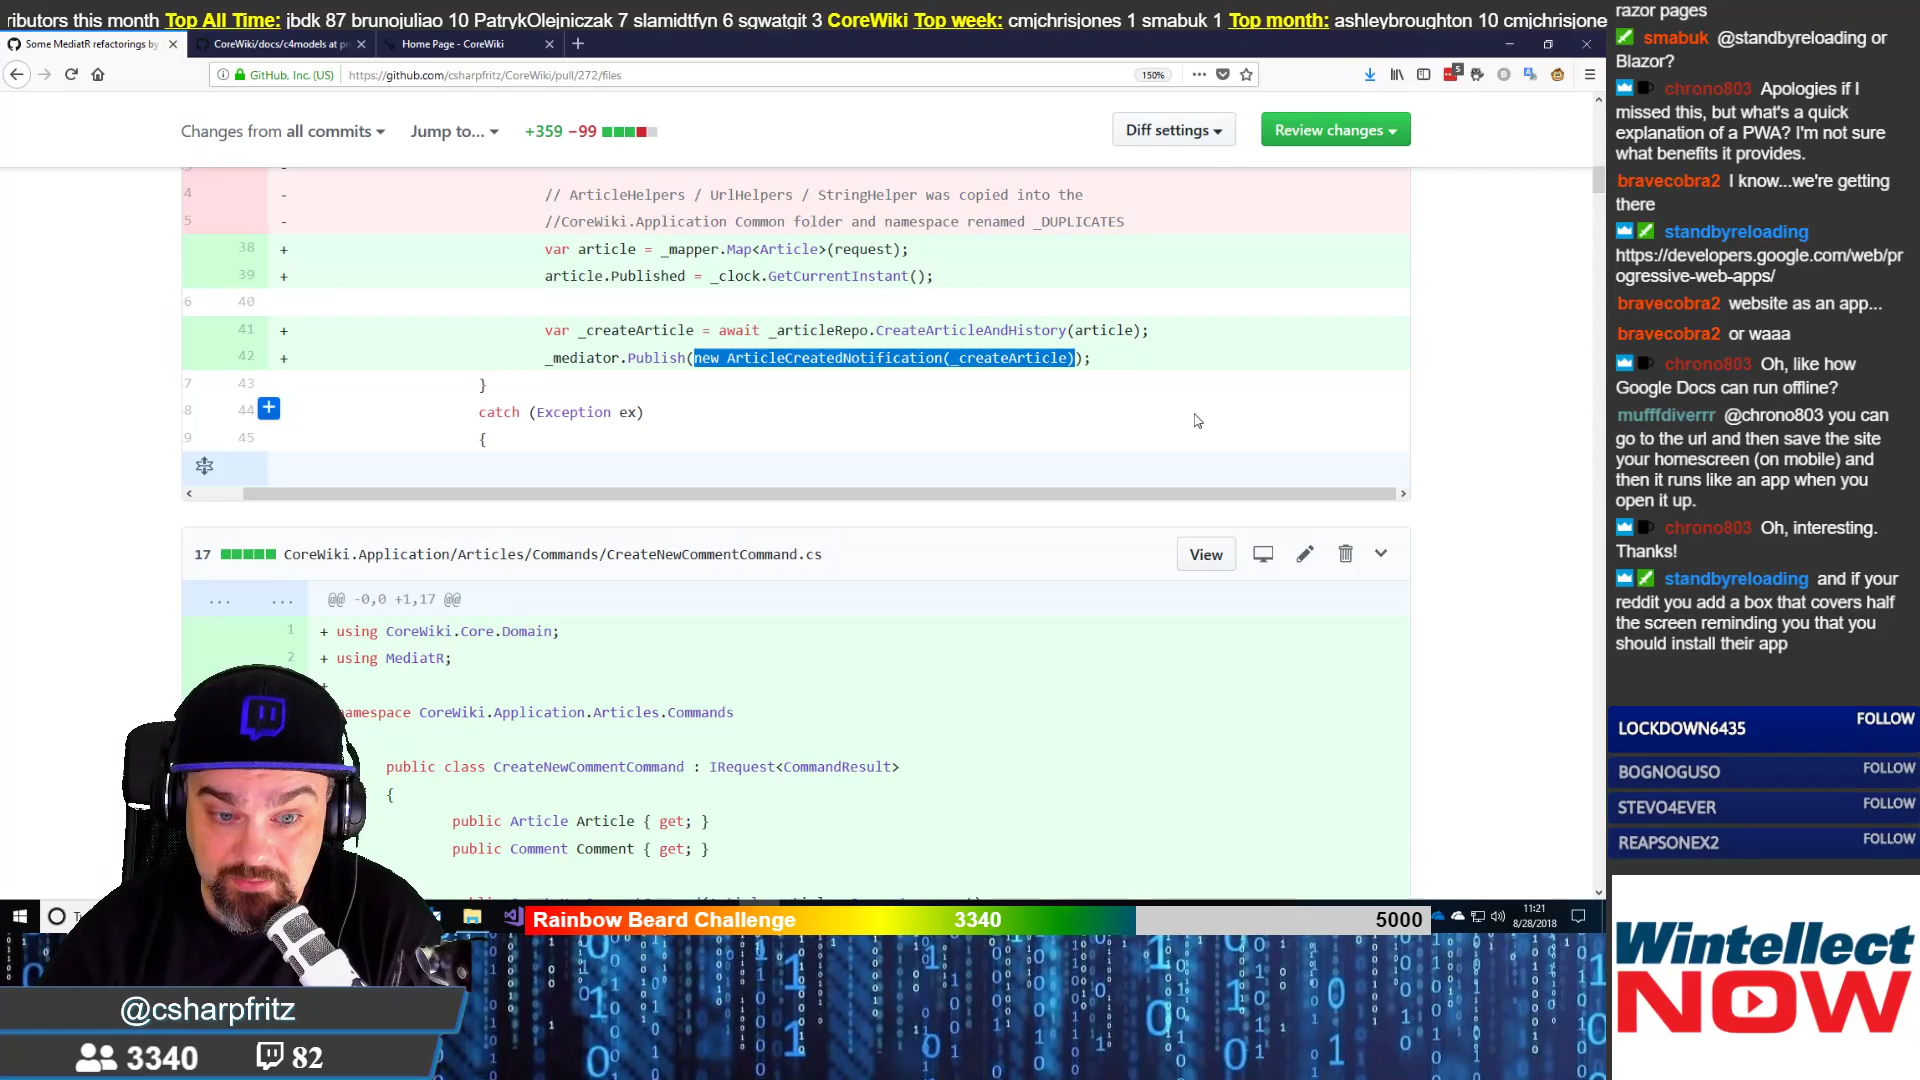 ributors this month Top All Time: jbdk 87 brunojuliao 10 PatrykOlejniczak 7 slamidtfyn 6 sgwatgit 3 CoreWiki Top week: cmjchrisjones 1 smabuk 1 Top month: ashleybroughton 10 cmjchrisjone
Some MediatR refactorings by
CoreWiki/docs/c4models at p
Home Page - CoreWiki
GitHub, Inc. (US)
https://github.com/csharpfritz/CoreWiki/pull/272/files
150%
5
Changes from all commits
Jump to...
+359 −99
Diff settings
Review changes
4 - // ArticleHelpers / UrlHelpers / StringHelper was copied into the
5 - //CoreWiki.Application Common folder and namespace renamed _DUPLICATES
38 + var article = _mapper.Map<Article>(request);
39 + article.Published = _clock.GetCurrentInstant();
6 40
41 + var _createArticle = await _articleRepo.CreateArticleAndHistory(article);
42 + _mediator.Publish(new ArticleCreatedNotification(_createArticle));
7 43 }
8 44 catch (Exception ex)
9 45 {
17 CoreWiki.Application/Articles/Commands/CreateNewCommentCommand.cs
View
... ... @@ -0,0 +1,17 @@
1 + using CoreWiki.Core.Domain;
2 + using MediatR;
namespace CoreWiki.Application.Articles.Commands
public class CreateNewCommentCommand : IRequest<CommandResult>
{
public Article Article { get; }
public Comment Comment { get; }
11:21
8/28/2018
Rainbow Beard Challenge 3340 5000
@csharpfritz
3340 82
razor pages
smabuk @standbyreloading or
Blazor?
chrono803 Apologies if I
missed this, but what's a quick
explanation of a PWA? I'm not sure
what benefits it provides.
bravecobra2 I know...we're getting
there
standbyreloading
https://developers.google.com/web/pr
ogressive-web-apps/
bravecobra2 website as an app...
bravecobra2 or waaa
chrono803 Oh, like how
Google Docs can run offline?
mufffdiverrr @chrono803 you can
go to the url and then save the site
your homescreen (on mobile) and
then it runs like an app when you
open it up.
chrono803 Oh, interesting.
Thanks!
standbyreloading and if your
reddit you add a box that covers half
the screen reminding you that you
should install their app
LOCKDOWN6435 FOLLOW
BOGNOGUSO FOLLOW
STEVO4EVER FOLLOW
REAPSONEX2 FOLLOW
Wintellect
NOW